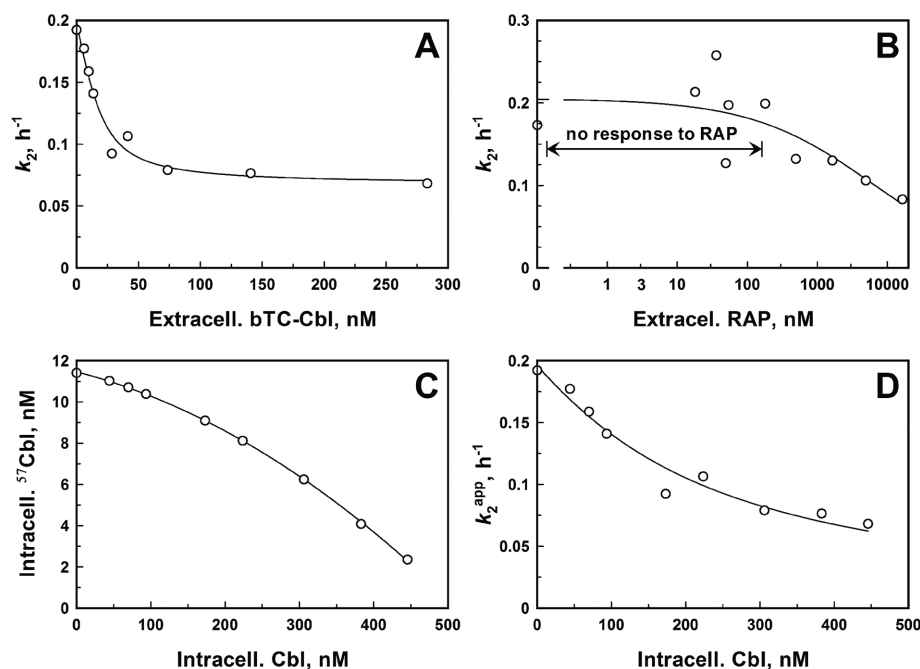 A
0.2
0.15
0.1
0.05
0
k2, h-1
0 50 100 150 200 250 300
Extracell. bTC-Cbl, nM
B
0.3
0.2
0.1
0
k2, h-1
no response to RAP
0 1 3 10 100 1000 10000
Extracel. RAP, nM
C
12
10
8
6
4
2
0
Intracell. 57Cbl, nM
0 100 200 300 400 500
Intracell. Cbl, nM
D
0.2
0.15
0.1
0.05
0
k2app, h-1
0 100 200 300 400 500
Intracell. Cbl, nM